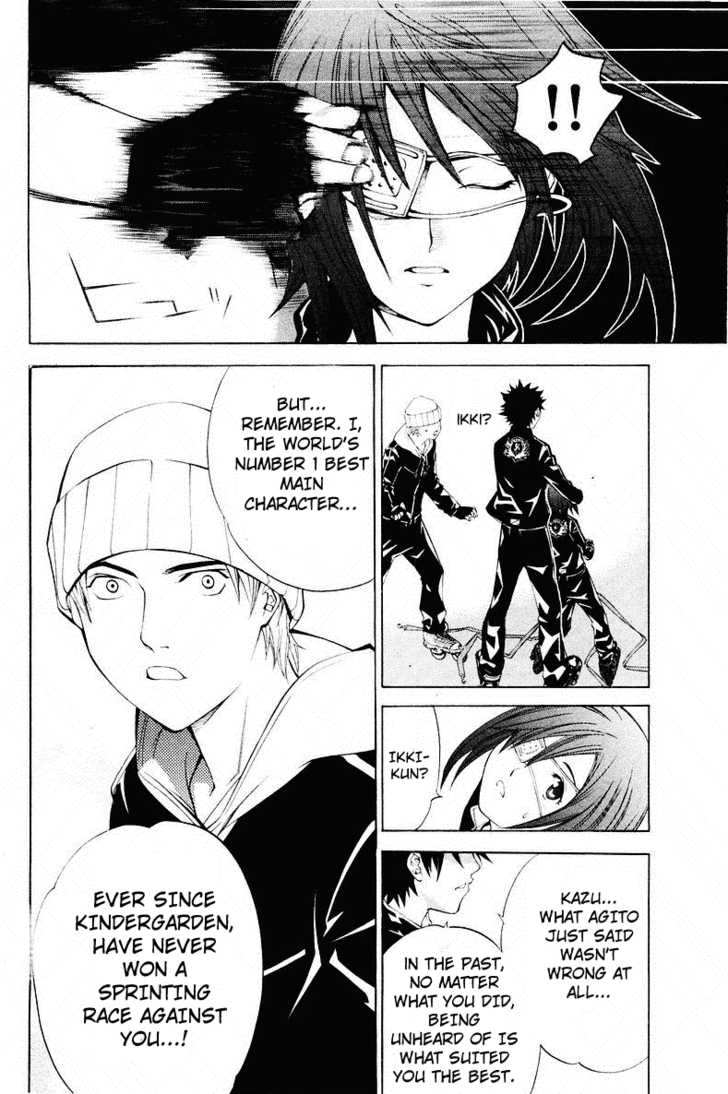 !!
IKKI?
IKKI-
KUN?
KAZU...
WHAT AGITO
JUST SAID
WASN'T
WRONG AT
ALL...
IN THE PAST,
NO MATTER
WHAT YOU DID,
BEING
UNHEARD OF IS
WHAT SUITED
YOU THE BEST.
BUT...
REMEMBER. I,
THE WORLD'S
NUMBER 1 BEST
MAIN
CHARACTER...
EVER SINCE
KINDERGARDEN,
HAVE NEVER
WON A
SPRINTING
RACE AGAINST
YOU...!